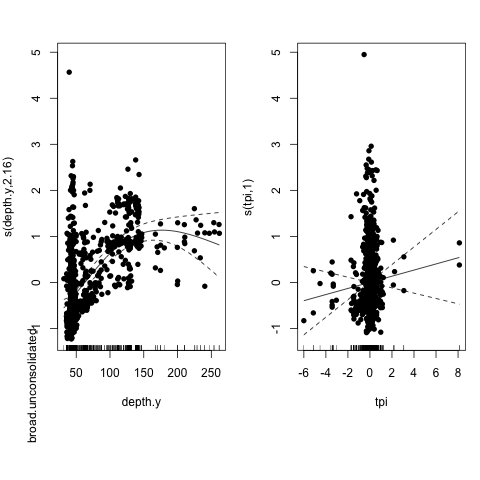 s(depth.y,2.16)
5
4
3
2
1
0
-1
50 100 150 200 250
depth.y
broad.unconsolidated
s(tpi,1)
5
4
3
2
1
0
-1
-6 -4 -2 0 2 4 6 8
tpi